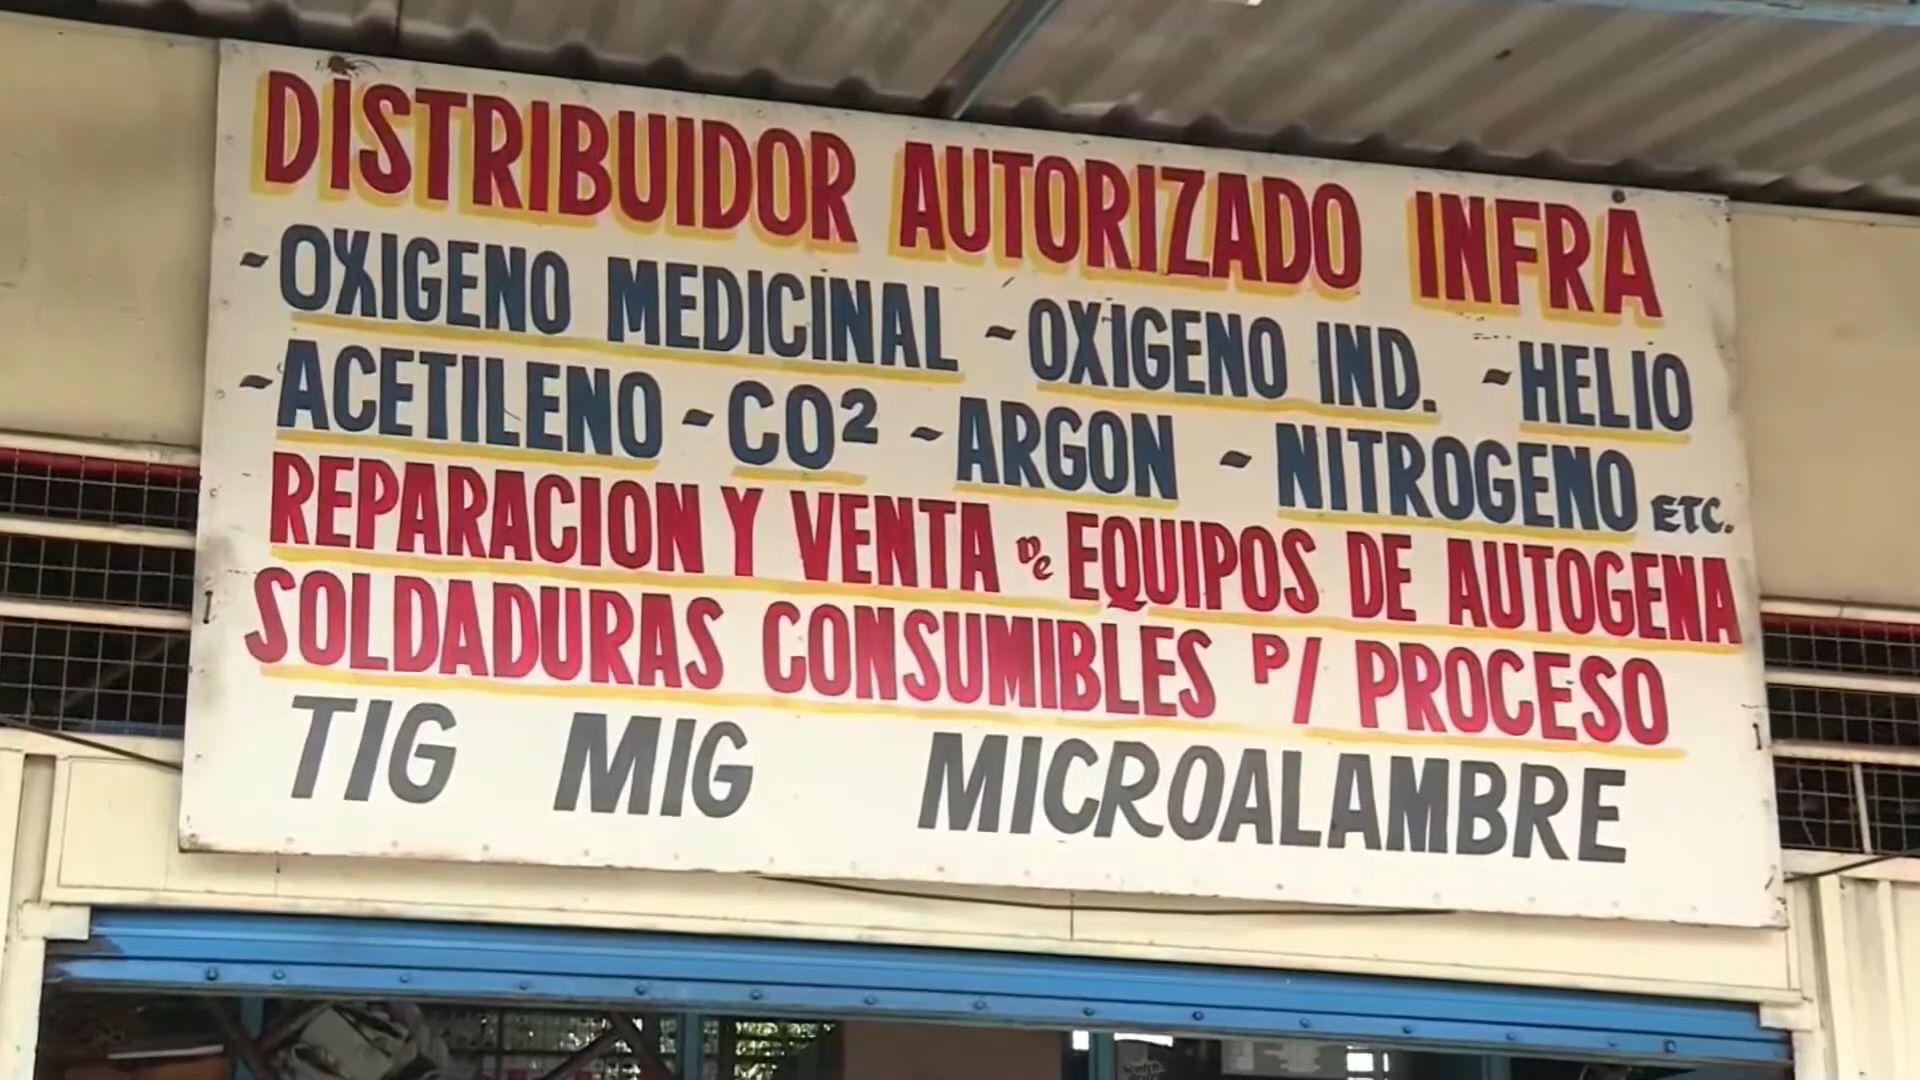 DISTRIBUIDOR AUTORIZADO INFRA
-OXIGENO MEDICINAL -OXIGENO IND. -HELIO
-ACETILENO -CO² -ARGON -NITROGENO ETC.
REPARACION Y VENTA De EQUIPOS DE AUTOGENA
SOLDADURAS CONSUMIBLES P/ PROCESO
TIG MIG MICROALAMBRE